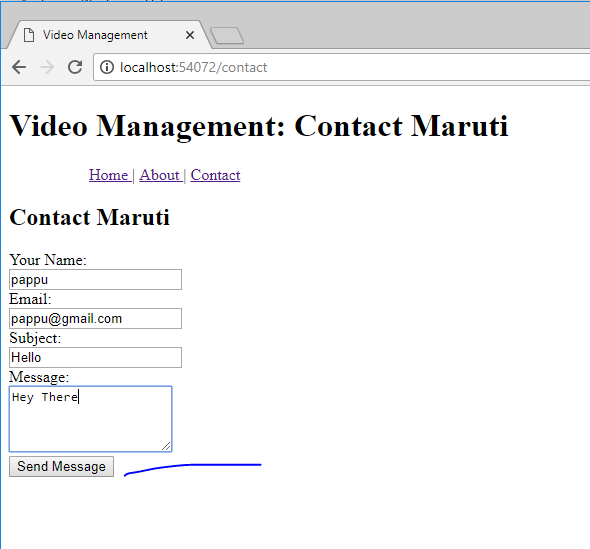 Video Management
localhost:54072/contact
Video Management: Contact Maruti
Home | About | Contact
Contact Maruti
Your Name:
pappu
Email:
pappu@gmail.com
Subject:
Hello
Message:
Hey There
Send Message